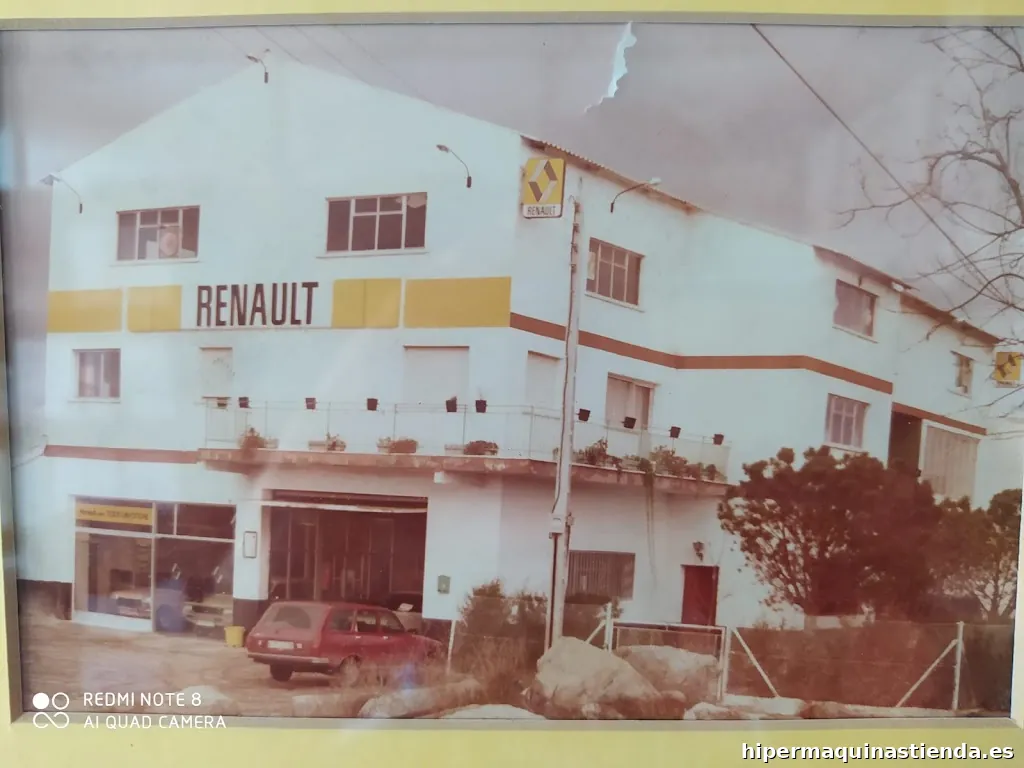 RENAULT
RENAULT
REDMI NOTE 8
AI QUAD CAMERA
hipermaquinastienda.es